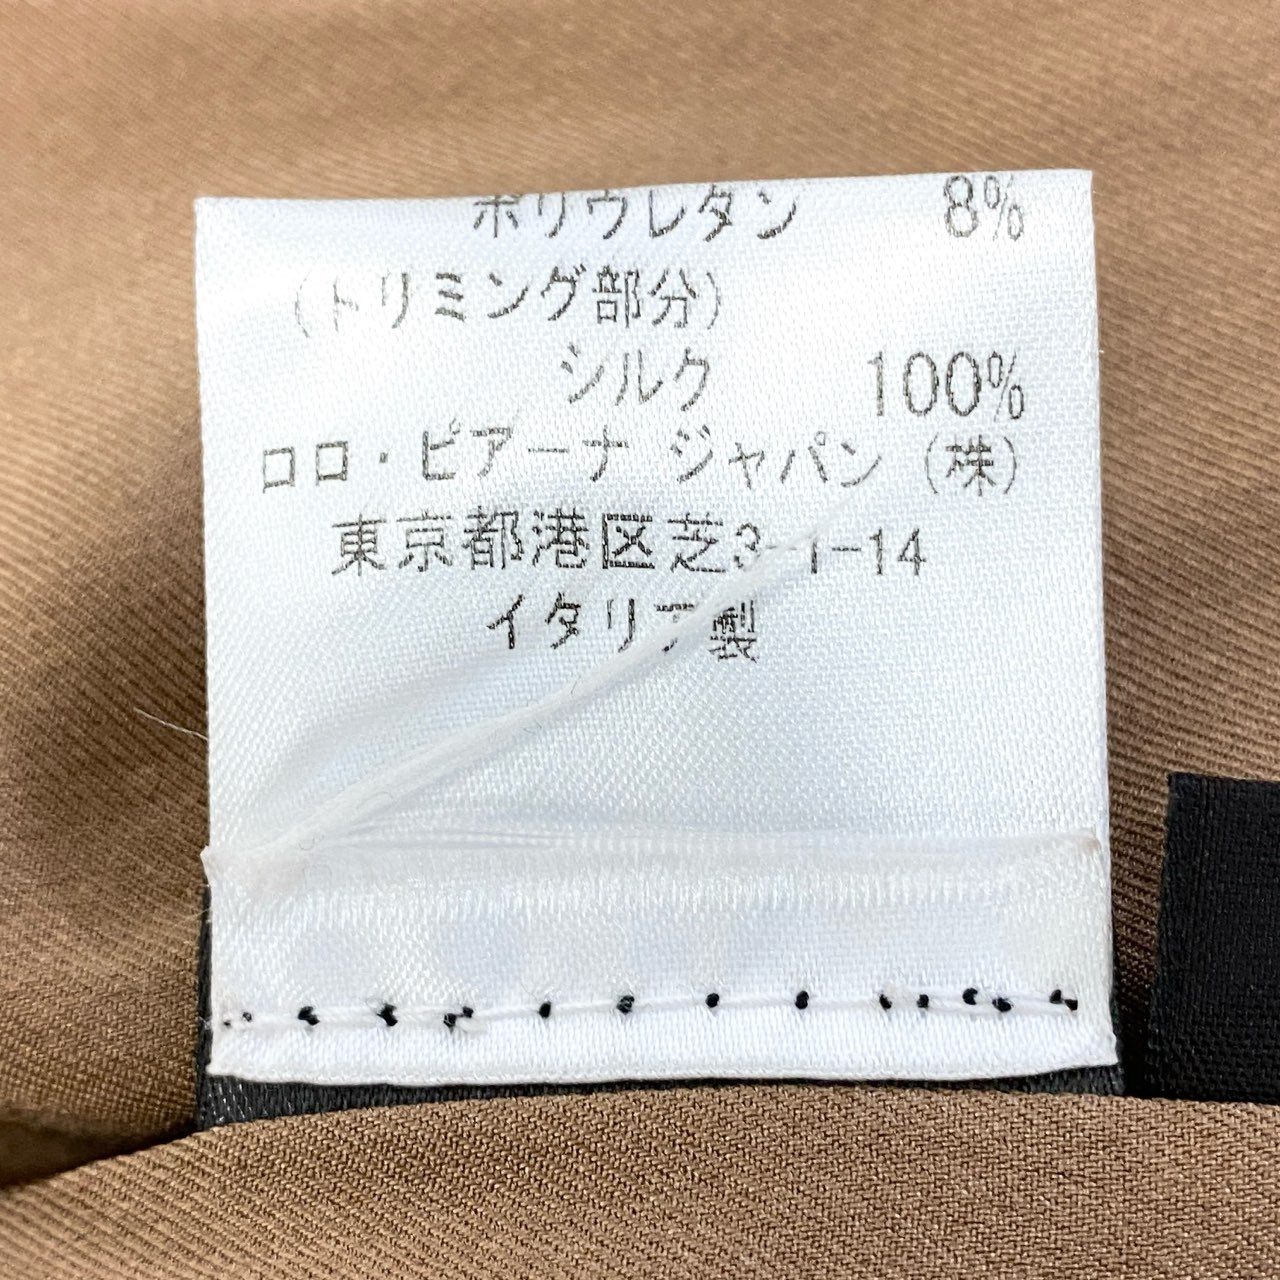 ポリウレタン 8%
(トリミング部分)
シルク 100%
ロロ・ピアーナ ジャパン (株)
東京都港区芝3-1-14
イタリア製